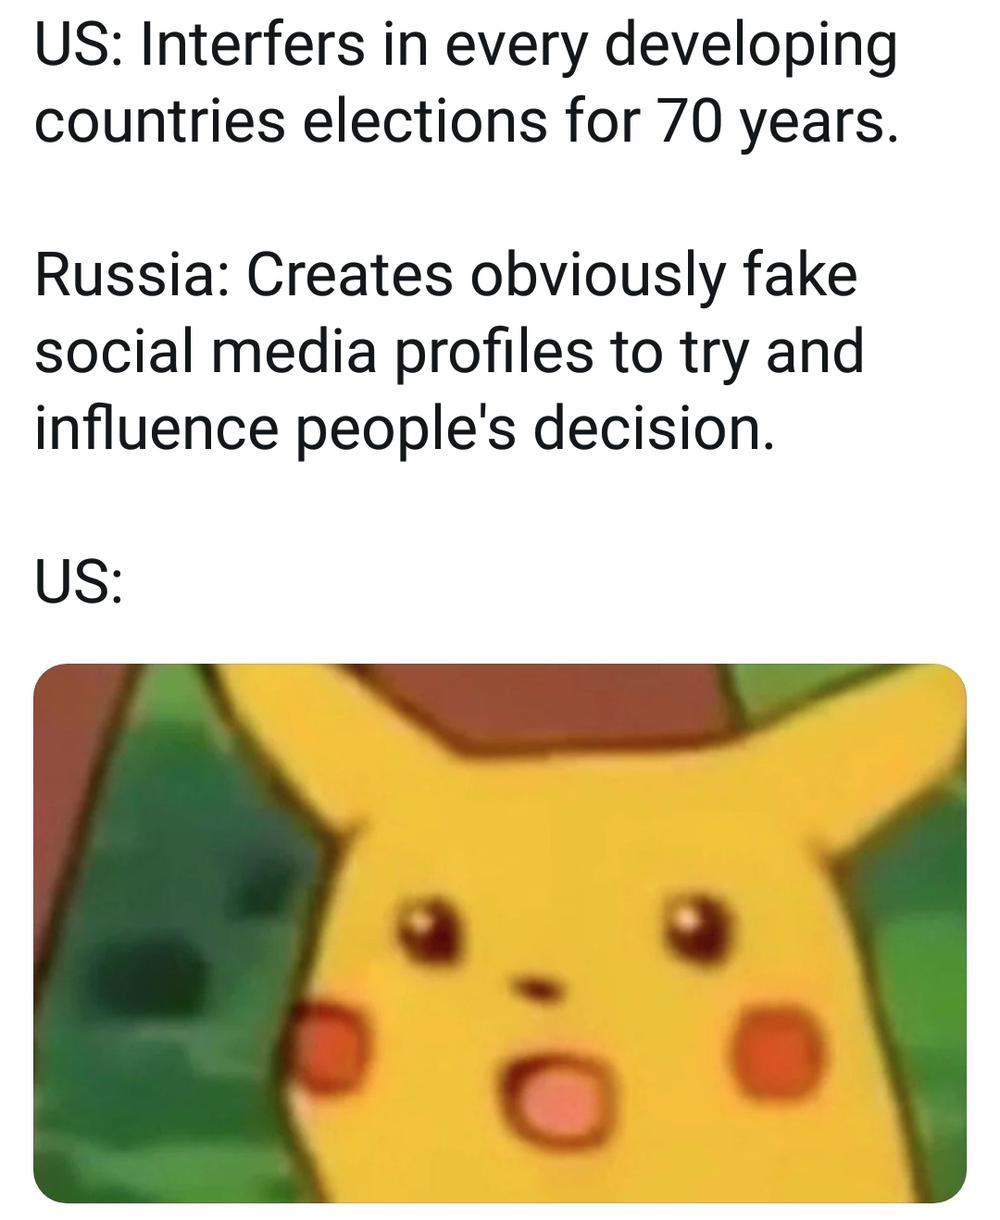 US: Interfers in every developing
countries elections for 70 years.
Russia: Creates obviously fake
social media profiles to try and
influence people's decision.
US: